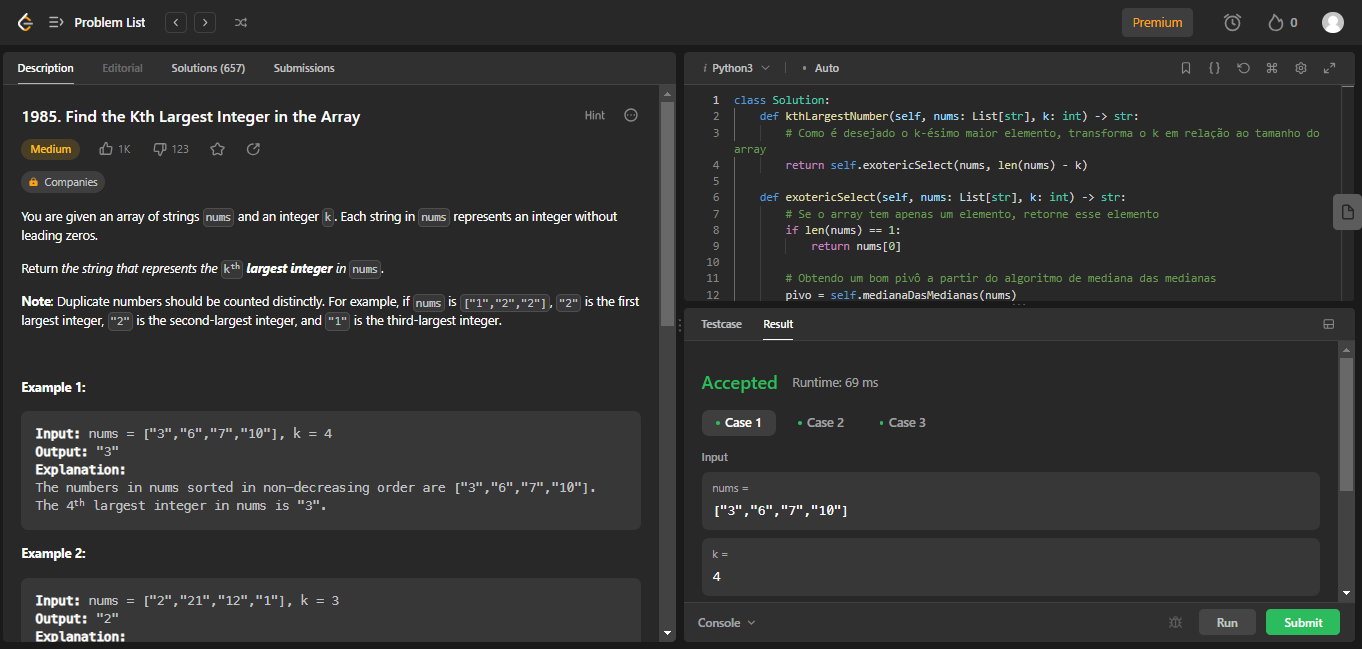 Problem List
Premium
0
Description Editorial Solutions (657) Submissions
1985. Find the Kth Largest Integer in the Array
Hint
Medium 1K 123
Companies
You are given an array of strings nums and an integer k. Each string in nums represents an integer without
leading zeros.
Return the string that represents the kth largest integer in nums.
Note: Duplicate numbers should be counted distinctly. For example, if nums is ["1","2","2"], "2" is the first
largest integer, "2" is the second-largest integer, and "1" is the third-largest integer.
Example 1:
Input: nums = ["3","6","7","10"], k = 4
Output: "3"
Explanation:
The numbers in nums sorted in non-decreasing order are ["3","6","7","10"].
The 4th largest integer in nums is "3".
Example 2:
Input: nums = ["2","21","12","1"], k = 3
Output: "2"
Explanation:
i Python3 • Auto
1 class Solution:
2 def kthLargestNumber(self, nums: List[str], k: int) -> str:
3 # Como é desejado o k-ésimo maior elemento, transforma o k em relação ao tamanho do
array
4 return self.exotericSelect(nums, len(nums) - k)
5
6 def exotericSelect(self, nums: List[str], k: int) -> str:
7 # Se o array tem apenas um elemento, retorne esse elemento
8 if len(nums) == 1:
9 return nums[0]
10
11 # Obtendo um bom pivô a partir do algoritmo de mediana das medianas
12 pivo = self.medianaDasMedianas(nums)
Testcase Result
Accepted Runtime: 69 ms
• Case 1 • Case 2 • Case 3
Input
nums =
["3","6","7","10"]
k =
4
Console Run Submit